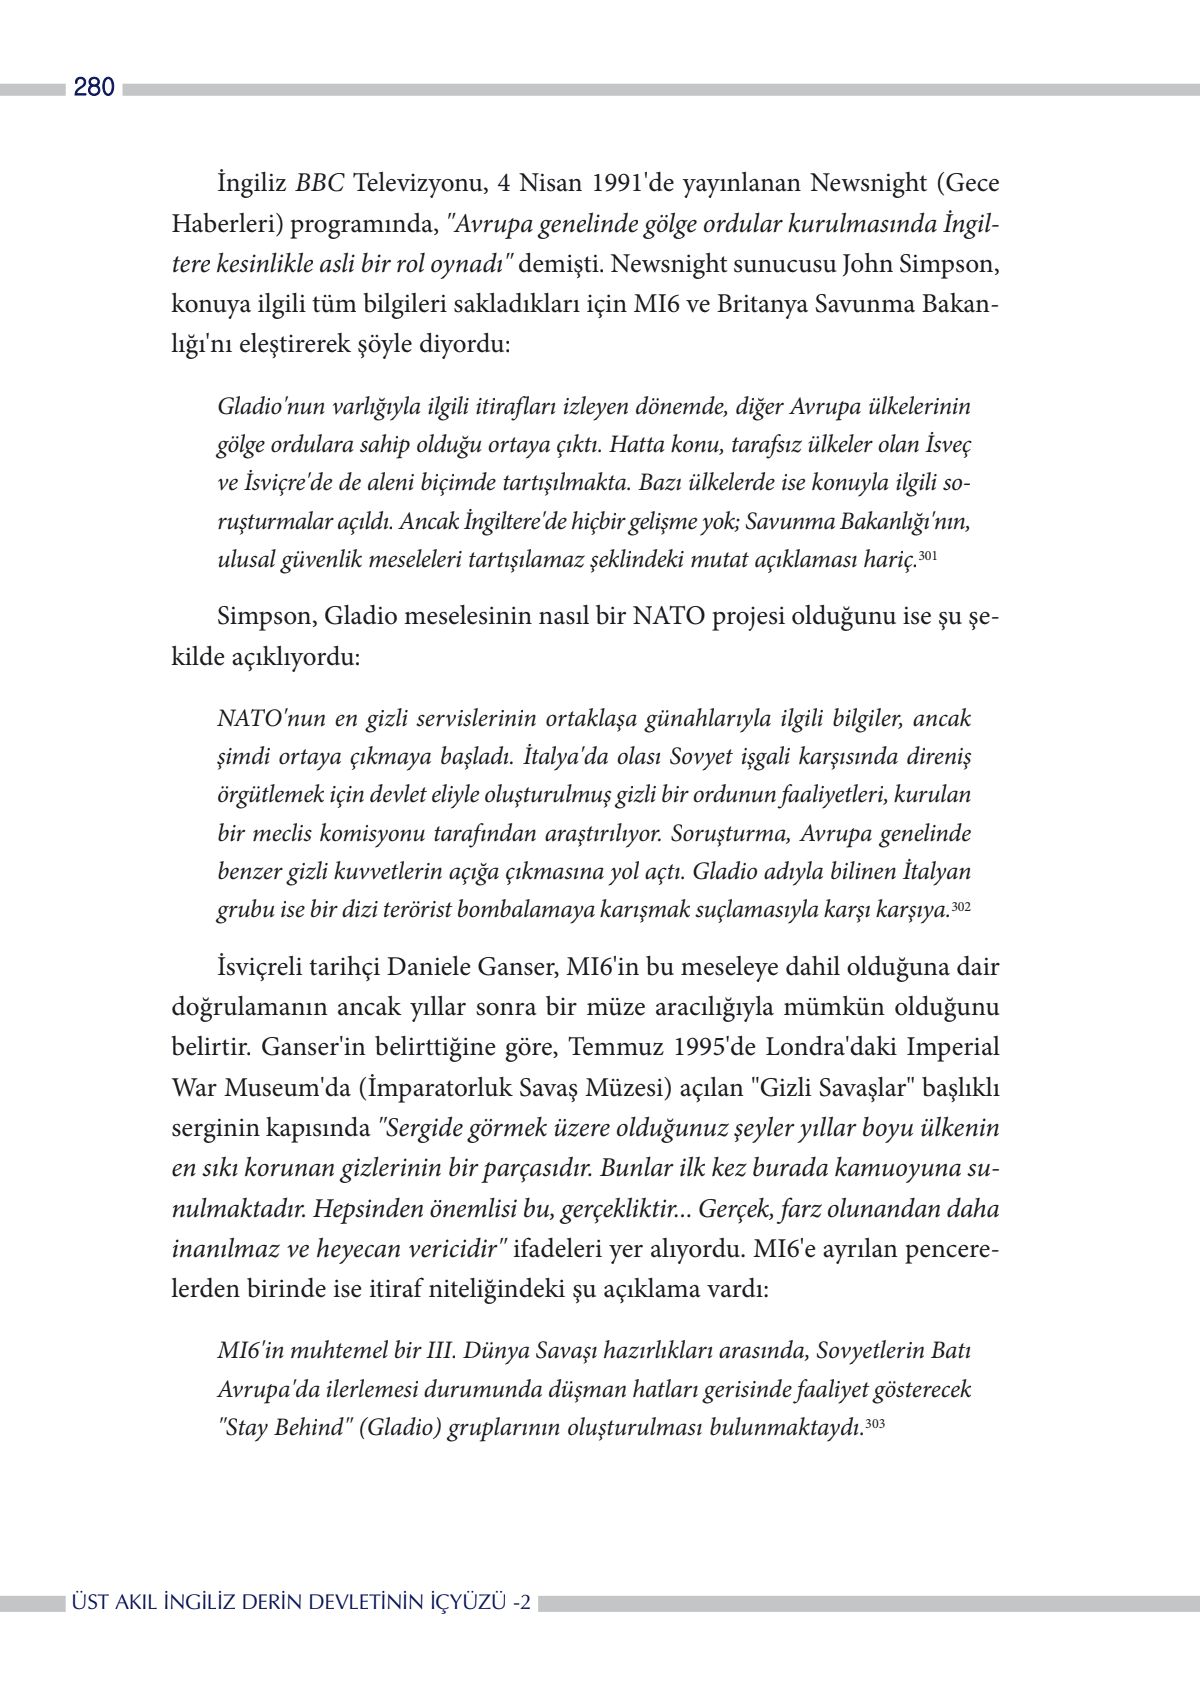 280
İngiliz BBC Televizyonu, 4 Nisan 1991'de yayınlanan Newsnight (Gece
Haberleri) programında, "Avrupa genelinde gölge ordular kurulmasında İngil-
tere kesinlikle asli bir rol oynadı" demişti. Newsnight sunucusu John Simpson,
konuya ilgili tüm bilgileri sakladıkları için MI6 ve Britanya Savunma Bakan-
lığı'nı eleştirerek şöyle diyordu:
Gladio'nun varlığıyla ilgili itirafları izleyen dönemde, diğer Avrupa ülkelerinin
gölge ordulara sahip olduğu ortaya çıktı. Hatta konu, tarafsız ülkeler olan İsveç
ve İsviçre'de de aleni biçimde tartışılmakta. Bazı ülkelerde ise konuyla ilgili so-
ruşturmalar açıldı. Ancak İngiltere'de hiçbir gelişme yok; Savunma Bakanlığı'nın,
ulusal güvenlik meseleleri tartışılamaz şeklindeki mutat açıklaması hariç.301
Simpson, Gladio meselesinin nasıl bir NATO projesi olduğunu ise şu şe-
kilde açıklıyordu:
NATO'nun en gizli servislerinin ortaklaşa günahlarıyla ilgili bilgiler, ancak
şimdi ortaya çıkmaya başladı. İtalya'da olası Sovyet işgali karşısında direniş
örgütlemek için devlet eliyle oluşturulmuş gizli bir ordunun faaliyetleri, kurulan
bir meclis komisyonu tarafından araştırılıyor. Soruşturma, Avrupa genelinde
benzer gizli kuvvetlerin açığa çıkmasına yol açtı. Gladio adıyla bilinen İtalyan
grubu ise bir dizi terörist bombalamaya karışmak suçlamasıyla karşı karşıya.302
İsviçreli tarihçi Daniele Ganser, MI6'in bu meseleye dahil olduğuna dair
doğrulamanın ancak yıllar sonra bir müze aracılığıyla mümkün olduğunu
belirtir. Ganser'in belirttiğine göre, Temmuz 1995'de Londra'daki Imperial
War Museum'da (İmparatorluk Savaş Müzesi) açılan "Gizli Savaşlar" başlıklı
serginin kapısında "Sergide görmek üzere olduğunuz şeyler yıllar boyu ülkenin
en sıkı korunan gizlerinin bir parçasıdır. Bunlar ilk kez burada kamuoyuna su-
nulmaktadır. Hepsinden önemlisi bu, gerçekliktir... Gerçek, farz olunandan daha
inanılmaz ve heyecan vericidir" ifadeleri yer alıyordu. MI6'e ayrılan pencere-
lerden birinde ise itiraf niteliğindeki şu açıklama vardı:
MI6'in muhtemel bir III. Dünya Savaşı hazırlıkları arasında, Sovyetlerin Batı
Avrupa'da ilerlemesi durumunda düşman hatları gerisinde faaliyet gösterecek
"Stay Behind" (Gladio) gruplarının oluşturulması bulunmaktaydı.303
ÜST AKIL İNGİLİZ DERİN DEVLETİNİN İÇYÜZÜ -2